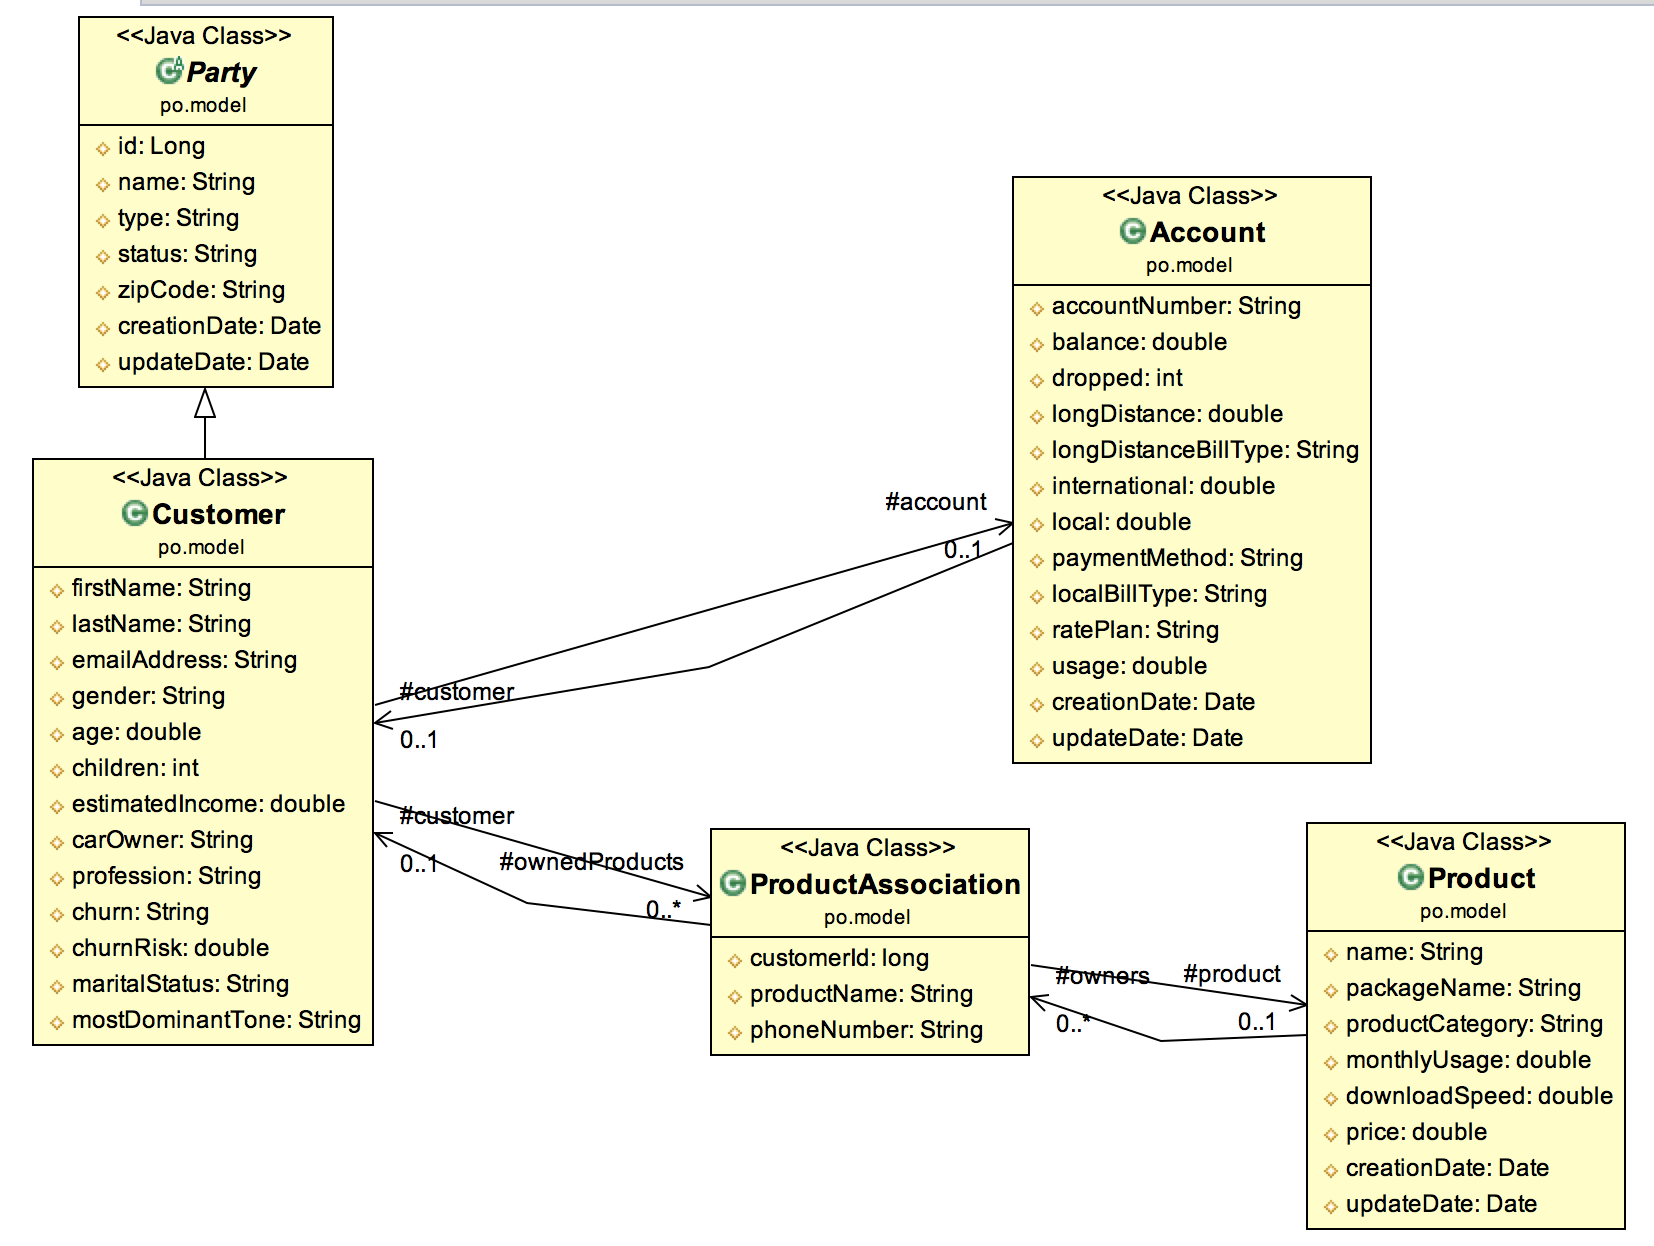 <<Java Class>>
Party
po.model
id: Long
name: String
type: String
status: String
zipCode: String
creationDate: Date
updateDate: Date
<<Java Class>>
Customer
po.model
firstName: String
lastName: String
emailAddress: String
gender: String
age: double
children: int
estimatedIncome: double
carOwner: String
profession: String
churn: String
churnRisk: double
maritalStatus: String
mostDominantTone: String
#account
0..1
#customer
0..1
#customer
0..1
#ownedProducts
0..*
<<Java Class>>
Account
po.model
accountNumber: String
balance: double
dropped: int
longDistance: double
longDistanceBillType: String
international: double
local: double
paymentMethod: String
localBillType: String
ratePlan: String
usage: double
creationDate: Date
updateDate: Date
<<Java Class>>
ProductAssociation
po.model
customerId: long
productName: String
phoneNumber: String
#owners
0..*
#product
0..1
<<Java Class>>
Product
po.model
name: String
packageName: String
productCategory: String
monthlyUsage: double
downloadSpeed: double
price: double
creationDate: Date
updateDate: Date